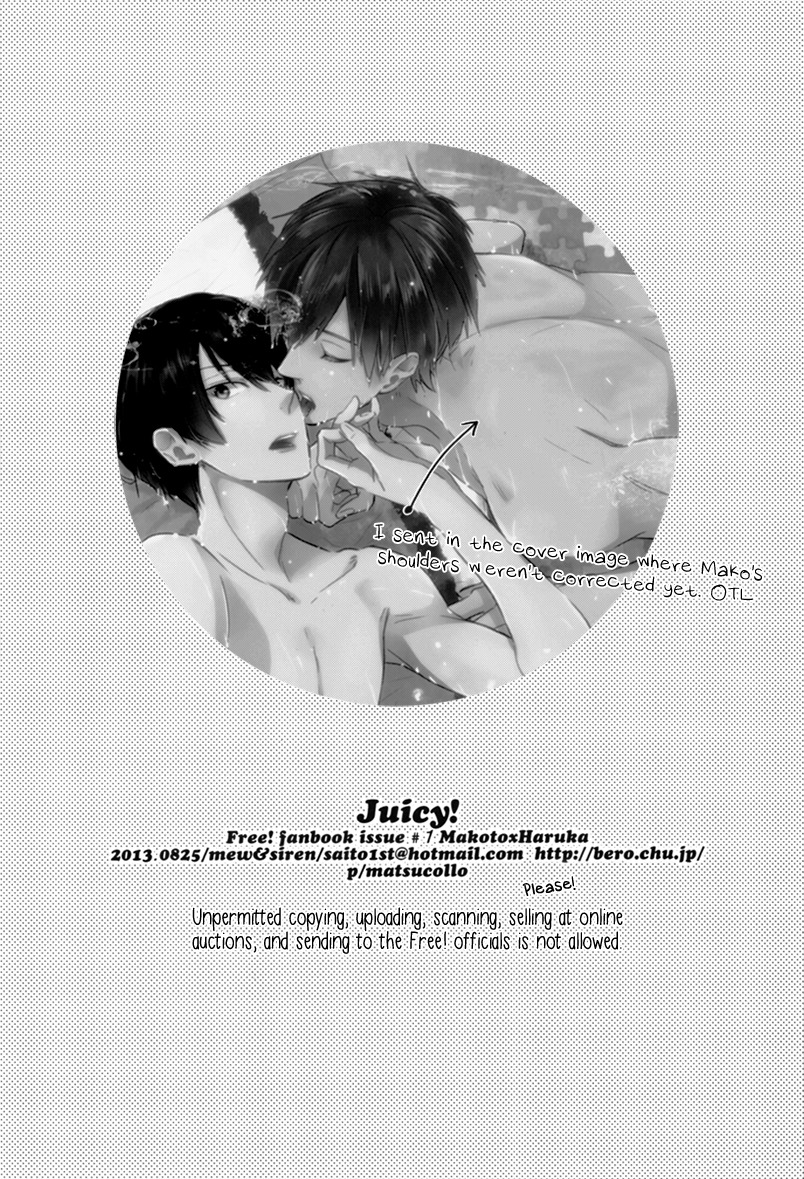 I sent in the cover image where Mako's
shoulders weren't corrected yet. OTL
Juicy!
Free! fanbook issue # 1 MakotoxHaruka
2013.0825/mew&siren/saito1st@hotmail.com http://bero.chu.jp/
p/matsucollo
Please!
Unpermitted copying, uploading, scanning, selling at online
auctions, and sending to the Free! officials is not allowed.